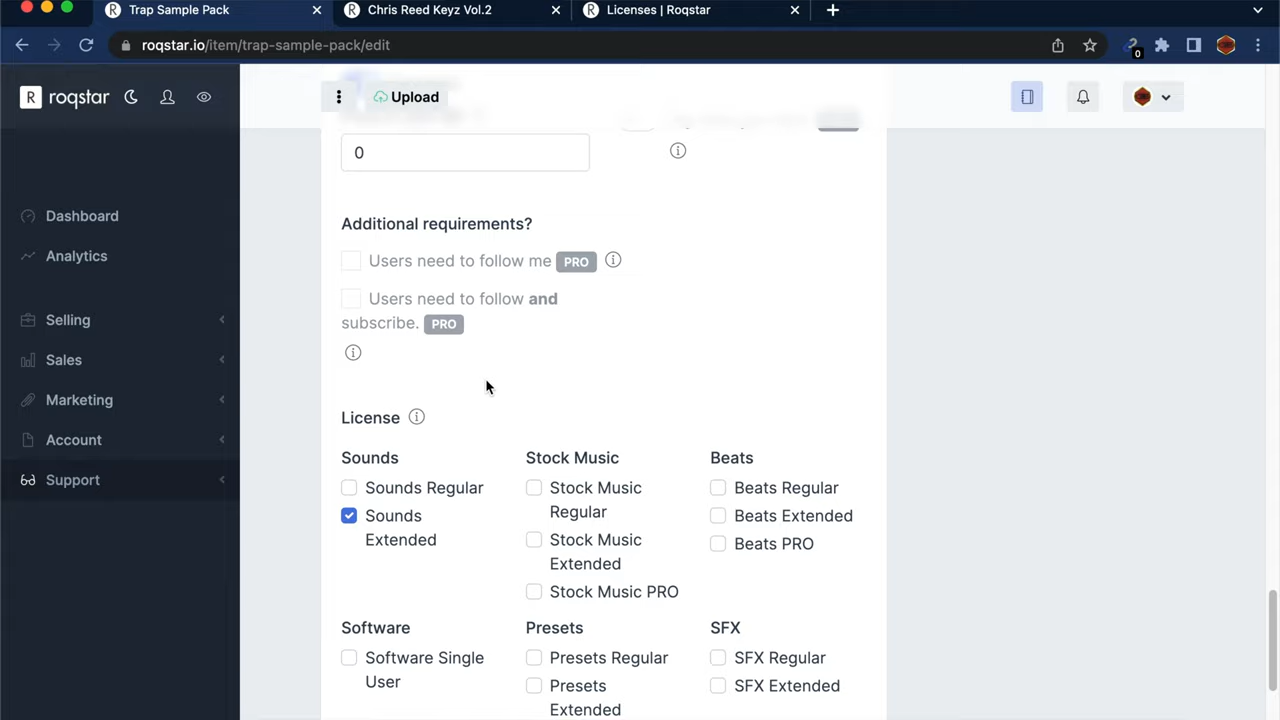 Trap Sample Pack
Chris Reed Keyz Vol.2
Licenses | Roqstar
roqstar.io/item/trap-sample-pack/edit
0
R roqstar
Upload
0
Dashboard
Analytics
Selling
Sales
Marketing
Account
Support
Additional requirements?
Users need to follow me PRO
Users need to follow and
subscribe. PRO
License
Sounds
Sounds Regular
Sounds
Extended
Stock Music
Stock Music
Regular
Stock Music
Extended
Stock Music PRO
Beats
Beats Regular
Beats Extended
Beats PRO
Software
Software Single
User
Presets
Presets Regular
Presets
Extended
SFX
SFX Regular
SFX Extended